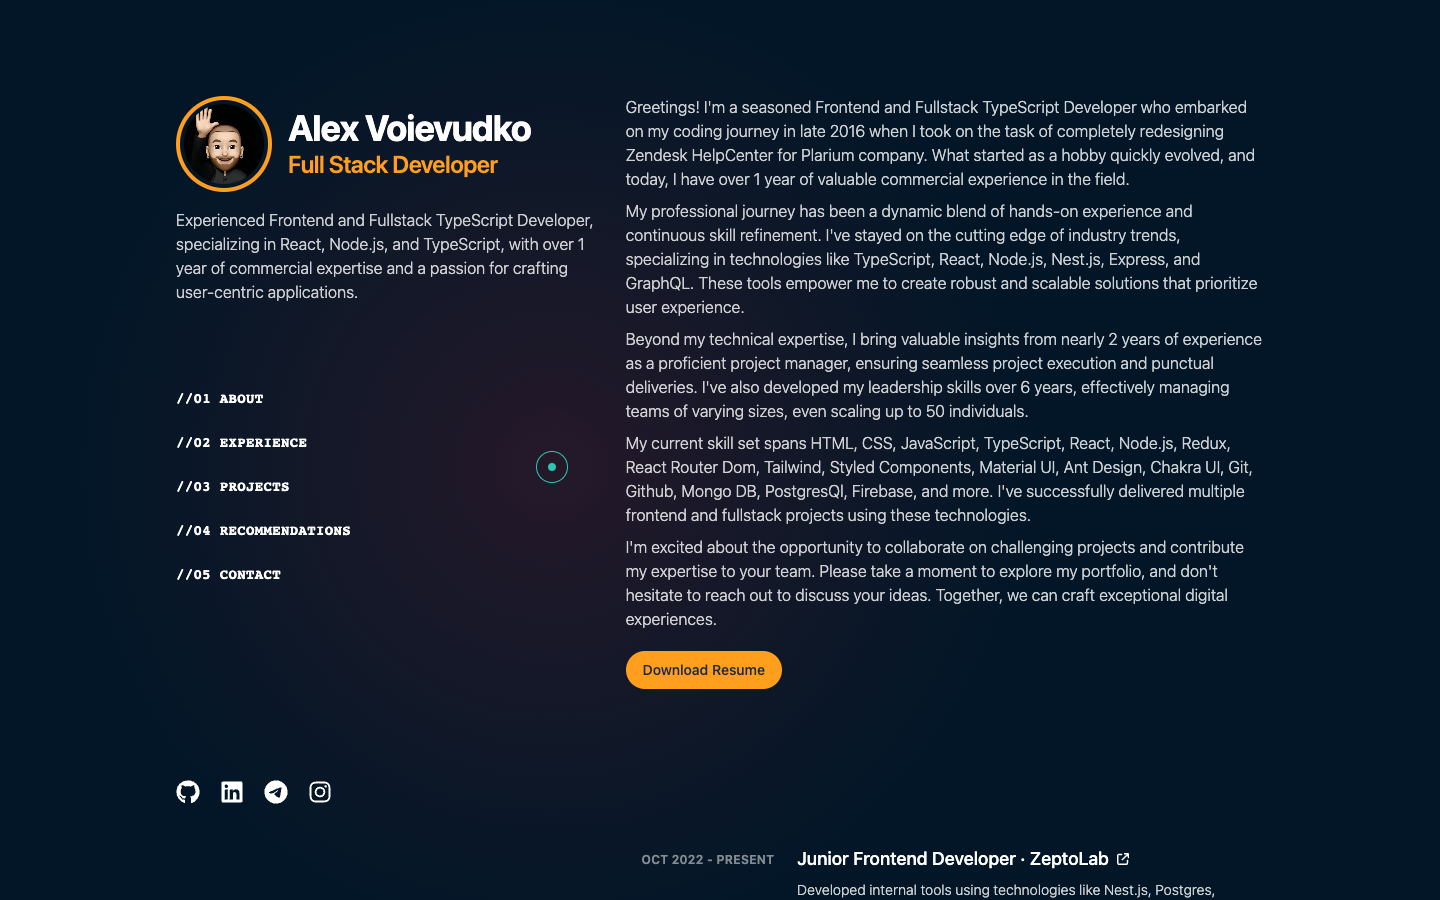 Alex Voievudko
Full Stack Developer
Experienced Frontend and Fullstack TypeScript Developer,
specializing in React, Node.js, and TypeScript, with over 1
year of commercial expertise and a passion for crafting
user-centric applications.
//01 ABOUT
//02 EXPERIENCE
//03 PROJECTS
//04 RECOMMENDATIONS
//05 CONTACT
Greetings! I'm a seasoned Frontend and Fullstack TypeScript Developer who embarked
on my coding journey in late 2016 when I took on the task of completely redesigning
Zendesk HelpCenter for Plarium company. What started as a hobby quickly evolved, and
today, I have over 1 year of valuable commercial experience in the field.
My professional journey has been a dynamic blend of hands-on experience and
continuous skill refinement. I've stayed on the cutting edge of industry trends,
specializing in technologies like TypeScript, React, Node.js, Nest.js, Express, and
GraphQL. These tools empower me to create robust and scalable solutions that prioritize
user experience.
Beyond my technical expertise, I bring valuable insights from nearly 2 years of experience
as a proficient project manager, ensuring seamless project execution and punctual
deliveries. I've also developed my leadership skills over 6 years, effectively managing
teams of varying sizes, even scaling up to 50 individuals.
My current skill set spans HTML, CSS, JavaScript, TypeScript, React, Node.js, Redux,
React Router Dom, Tailwind, Styled Components, Material UI, Ant Design, Chakra UI, Git,
Github, Mongo DB, PostgresQl, Firebase, and more. I've successfully delivered multiple
frontend and fullstack projects using these technologies.
I'm excited about the opportunity to collaborate on challenging projects and contribute
my expertise to your team. Please take a moment to explore my portfolio, and don't
hesitate to reach out to discuss your ideas. Together, we can craft exceptional digital
experiences.
Download Resume
OCT 2022 - PRESENT
Junior Frontend Developer · ZeptoLab
Developed internal tools using technologies like Nest.js, Postgres,